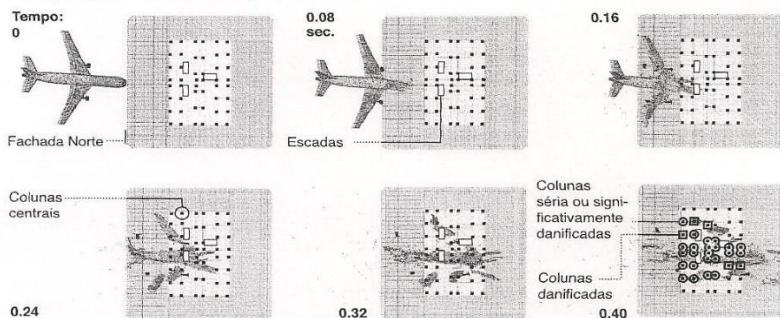 Tempo:
0
0.08
sec.
0.16
Fachada Norte
Escadas
Colunas
centrais
Colunas
séria ou signi-
ficativamente
danificadas
Colunas
danificadas
0.24
0.32
0.40